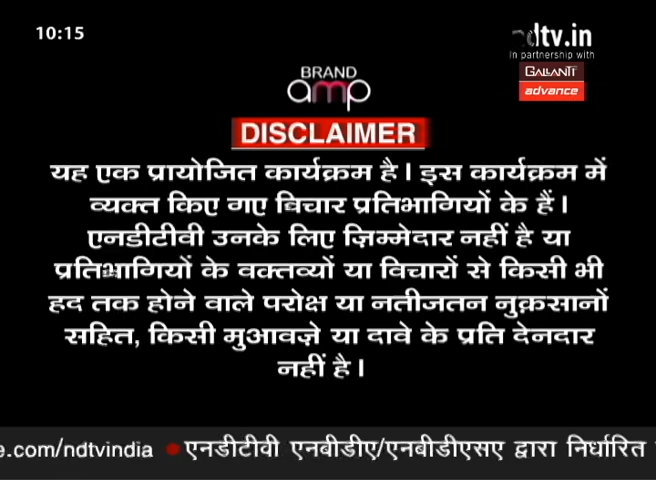 10:15
dtv.in
In partnership with
GALLANTT
advance
BRAND
amp
DISCLAIMER
यह एक प्रायोजित कार्यक्रम है। इस कार्यक्रम में
व्यक्त किए गए विचार प्रतिभागियों के हैं।
एनडीटीवी उनके लिए ज़िम्मेदार नहीं है या
प्रतिभागियों के वक्तव्यों या विचारों से किसी भी
हद तक होने वाले परोक्ष या नतीजतन नुक़सानों
सहित, किसी मुआवज़े या दावे के प्रति देनदार
नहीं है।
e.com/ndtvindia • एनडीटीवी एनबीडीए/एनबीडीएसए द्वारा निर्धारित